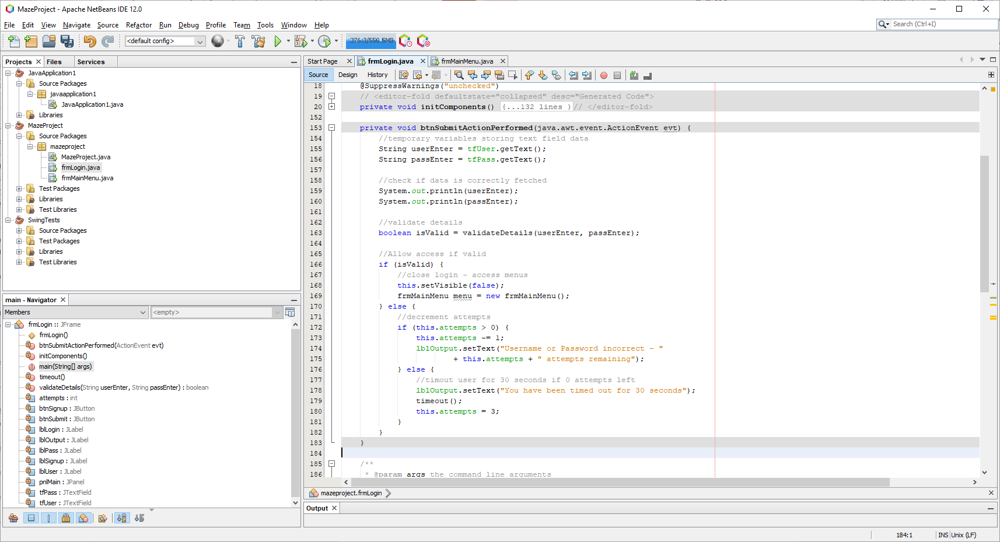 MazeProject - Apache NetBeans IDE 12.0
File Edit View Navigate Source Refactor Run Debug Profile Team Tools Window Help
Search (Ctrl+I)
<default config>
276.3/550.5MB
Projects Files Services
JavaApplication1
Source Packages
javaapplication1
JavaApplication1.java
Libraries
MazeProject
Source Packages
mazeproject
MazeProject.java
frmLogin.java
frmMainMenu.java
Test Packages
Libraries
Test Libraries
SwingTests
Source Packages
Test Packages
Libraries
Test Libraries
main - Navigator
Members
<empty>
frmLogin :: JFrame
frmLogin()
btnSubmitActionPerformed(ActionEvent evt)
initComponents()
main(String[] args)
timeout()
validateDetails(String userEnter, String passEnter) : boolean
attempts : int
btnSignup : JButton
btnSubmit : JButton
lblLogin : JLabel
lblOutput : JLabel
lblPass : JLabel
lblSignup : JLabel
lblUser : JLabel
pnlMain : JPanel
tfPass : JTextField
tfUser : JTextField
Start Page frmLogin.java frmMainMenu.java
Source Design History
18 @SuppressWarnings("unchecked")
19 // <editor-fold defaultstate="collapsed" desc="Generated Code">
20 private void initComponents() {...132 lines }// </editor-fold>
152
153 private void btnSubmitActionPerformed(java.awt.event.ActionEvent evt) {
154 //temporary variables storing text field data
155 String userEnter = tfUser.getText();
156 String passEnter = tfPass.getText();
157
158 //check if data is correctly fetched
159 System.out.println(userEnter);
160 System.out.println(passEnter);
161
162 //validate details
163 boolean isValid = validateDetails(userEnter, passEnter);
164
165 //Allow access if valid
166 if (isValid) {
167 //close login - access menus
168 this.setVisible(false);
169 frmMainMenu menu = new frmMainMenu();
170 } else {
171 //decrement attempts
172 if (this.attempts > 0) {
173 this.attempts -= 1;
174 lblOutput.setText("Username or Password incorrect - "
175 + this.attempts + " attempts remaining");
176 } else {
177 //timout user for 30 seconds if 0 attempts left
178 lblOutput.setText("You have been timed out for 30 seconds");
179 timeout();
180 this.attempts = 3;
181 }
182 }
183 }
184
185 /**
186 * @param args the command line arguments
mazeproject.frmLogin
Output
184:1 INS Unix (LF)